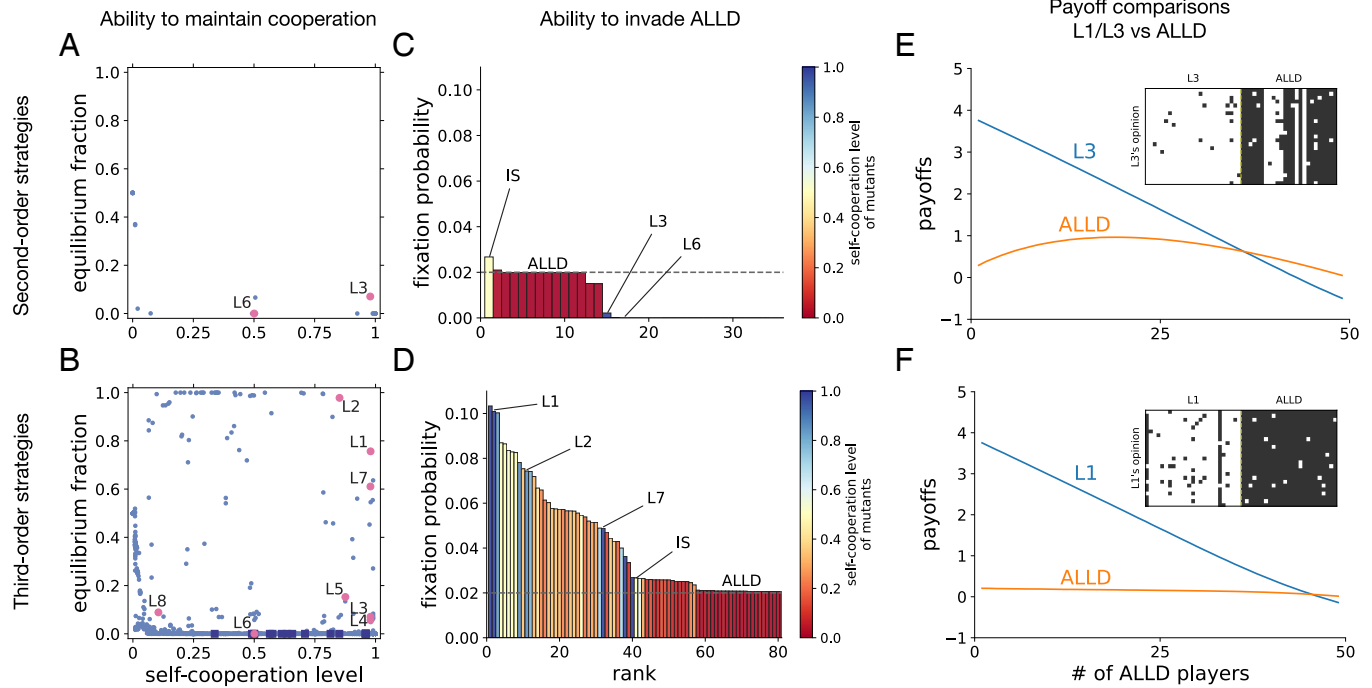 Ability to maintain cooperation
Ability to invade ALLD
Payoff comparisons
L1/L3 vs ALLD
Second-order strategies
Third-order strategies
A
equilibrium fraction
1.0
0.8
0.6
0.4
0.2
0.0
0
0.25
0.5
0.75
1
L6
L3
C
fixation probability
0.10
0.08
0.06
0.04
0.02
0.00
0
10
20
30
IS
ALLD
L3
L6
1.0
0.8
0.6
0.4
0.2
0.0
self-cooperation level
of mutants
E
payoffs
5
4
3
2
1
0
−1
0
25
50
L3
ALLD
L3
ALLD
L3's opinion
B
equilibrium fraction
1.0
0.8
0.6
0.4
0.2
0.0
0
0.25
0.5
0.75
1
self-cooperation level
L2
L1
L7
L5
L8
L3
L4
L6
D
fixation probability
0.10
0.08
0.06
0.04
0.02
0.00
0
20
40
60
80
rank
L1
L2
L7
IS
ALLD
1.0
0.8
0.6
0.4
0.2
0.0
self-cooperation level
of mutants
F
payoffs
5
4
3
2
1
0
−1
0
25
50
# of ALLD players
L1
ALLD
L1
ALLD
L1's opinion